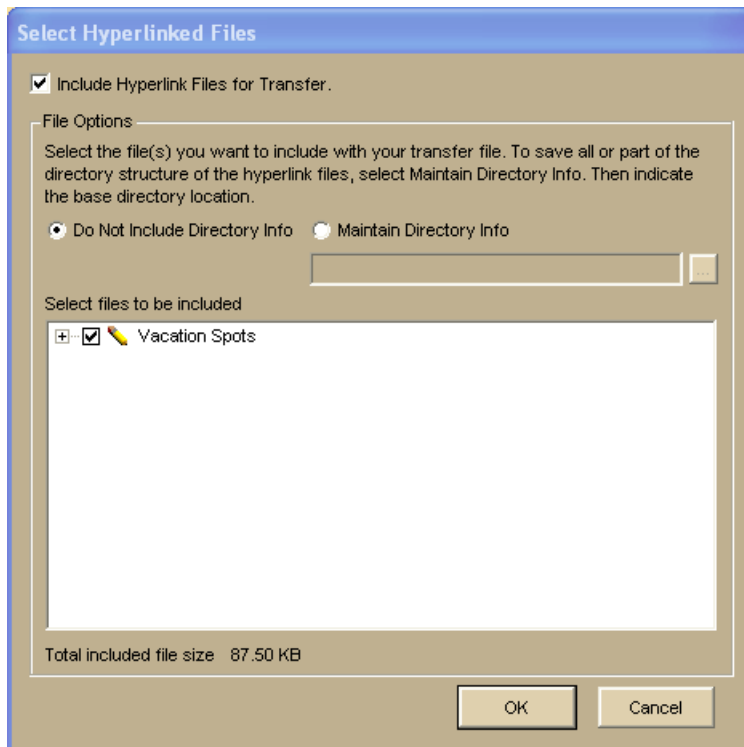 Select Hyperlinked Files
Include Hyperlink Files for Transfer.
File Options
Select the file(s) you want to include with your transfer file. To save all or part of the
directory structure of the hyperlink files, select Maintain Directory Info. Then indicate
the base directory location.
Do Not Include Directory Info Maintain Directory Info
...
Select files to be included
Vacation Spots
Total included file size 87.50 KB
OK Cancel